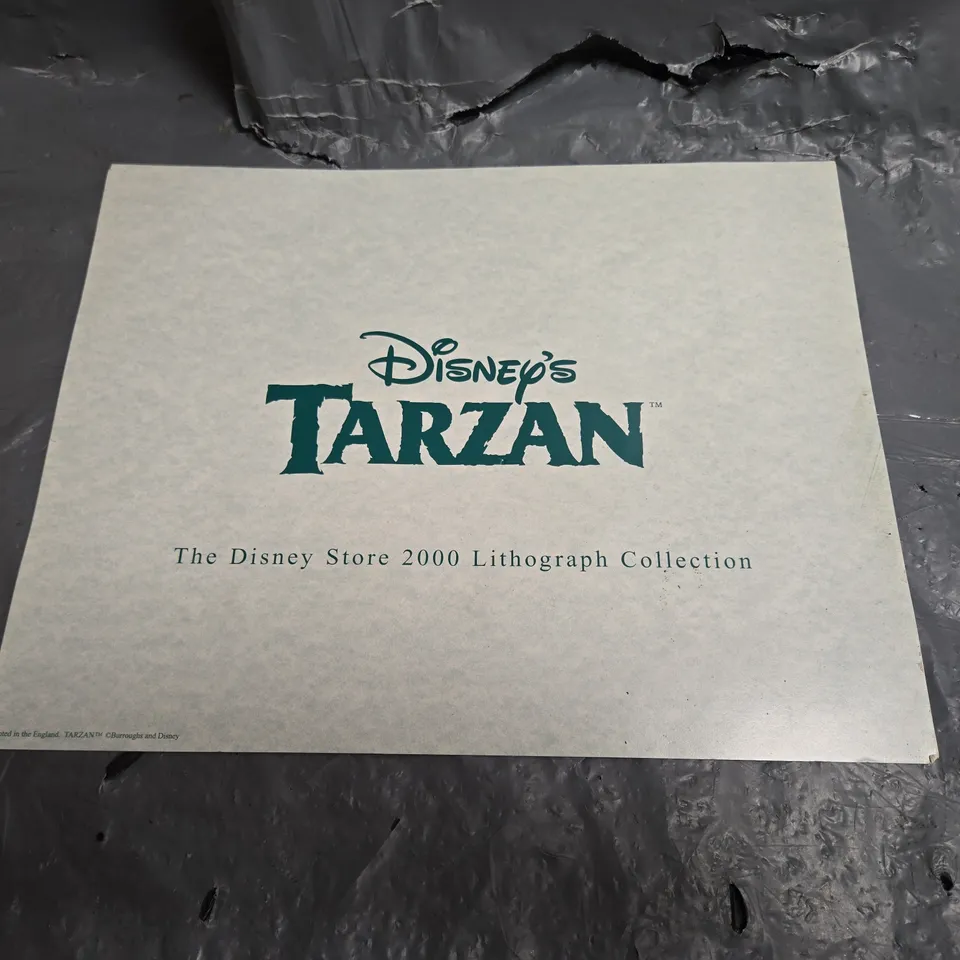 Disney's
TARZAN™
The Disney Store 2000 Lithograph Collection
in the England. TARZAN™ ©Burroughs and Disney